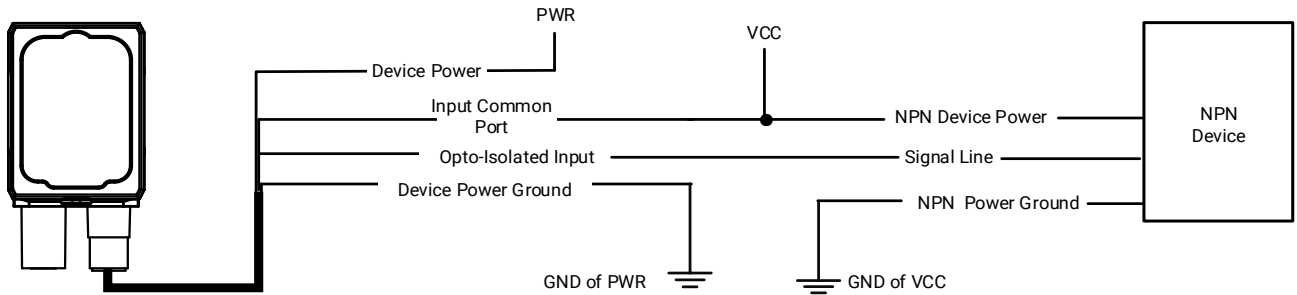 PWR
VCC
Device Power
Input Common
Port
NPN Device Power
NPN
Device
Opto-Isolated Input
Signal Line
Device Power Ground
NPN Power Ground
GND of PWR
GND of VCC